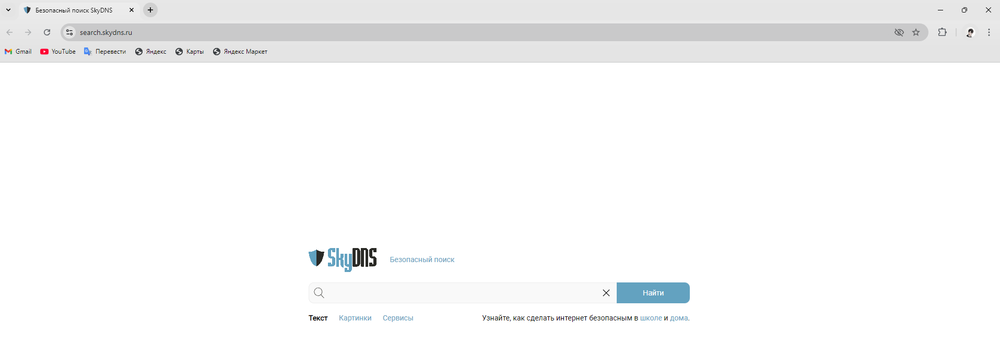 Безопасный поиск SkyDNS
search.skydns.ru
Gmail YouTube Перевести Яндекс Карты Яндекс Маркет
SkyDNS Безопасный поиск
Найти
Текст Картинки Сервисы Узнайте, как сделать интернет безопасным в школе и дома.